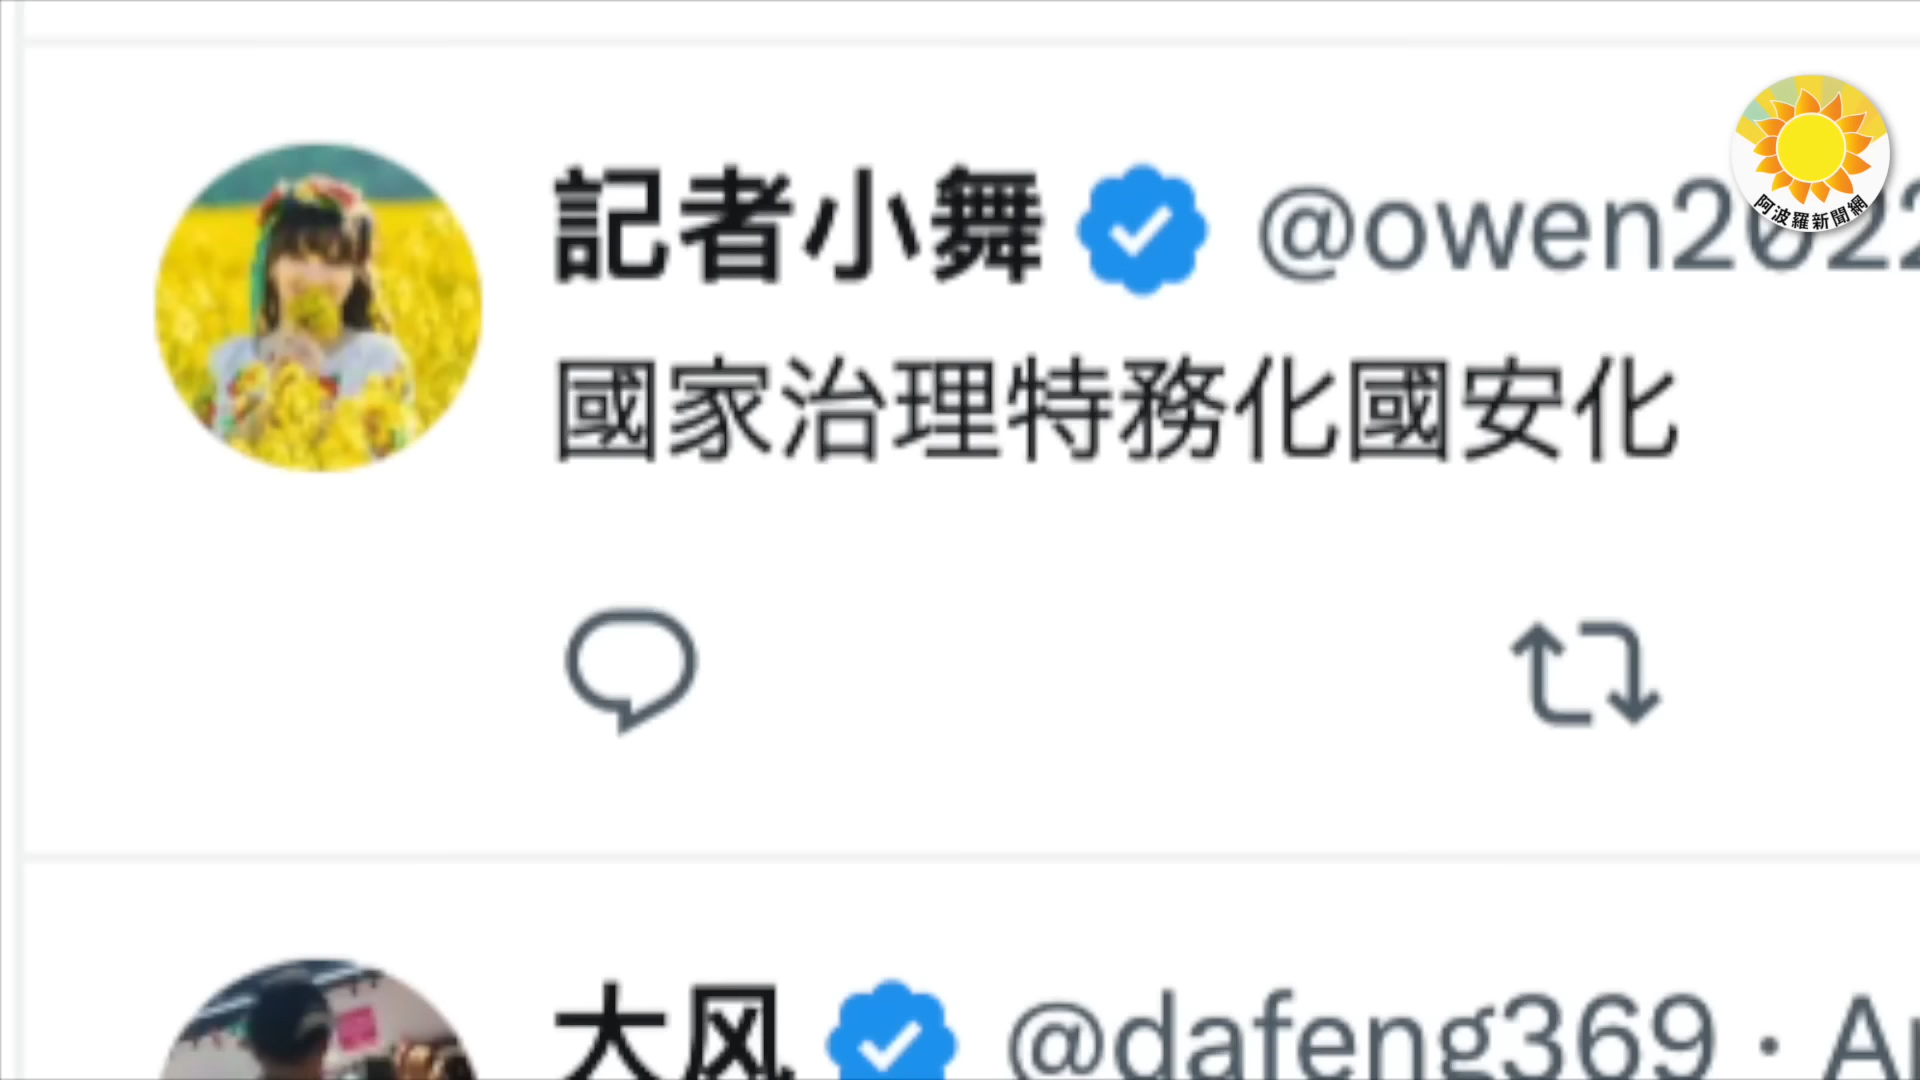 記者小舞 @owen2022
阿波羅新聞網
國家治理特務化國安化
大风 @dafeng369 ·